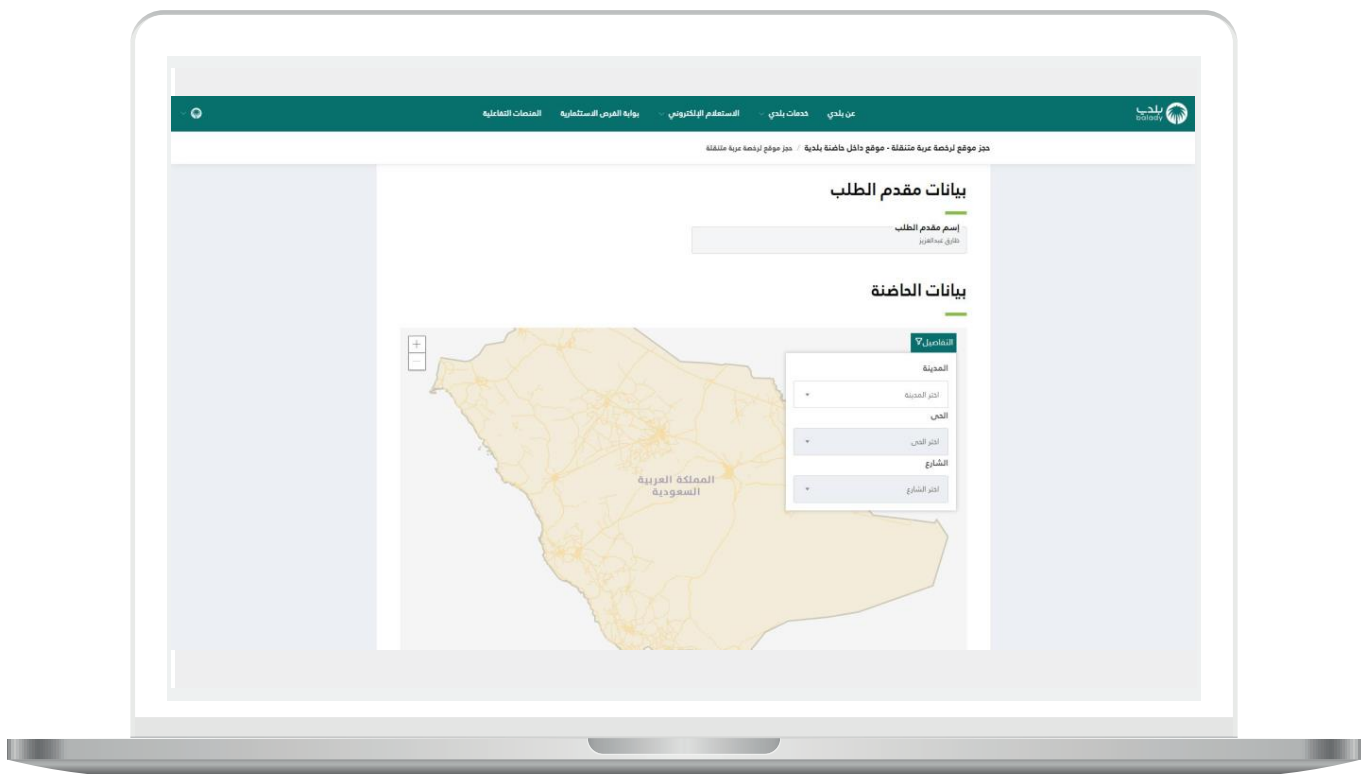 بلدي
balady
عن بلدي
خدمات بلدي
الاستعلام الإلكتروني
بوابة الفرص الاستثمارية
المنصات التفاعلية
حجز موقع لرخصة عربة متنقلة - موقع داخل حاضنة بلدية / حجز موقع لرخصة عربة متنقلة
بيانات مقدم الطلب
إسم مقدم الطلب
طارق عبدالعزيز
بيانات الحاضنة
التفاصيل
المدينة
اختر المدينة
الحى
اختر الحى
الشارع
اختر الشارع
المملكة العربية
السعودية